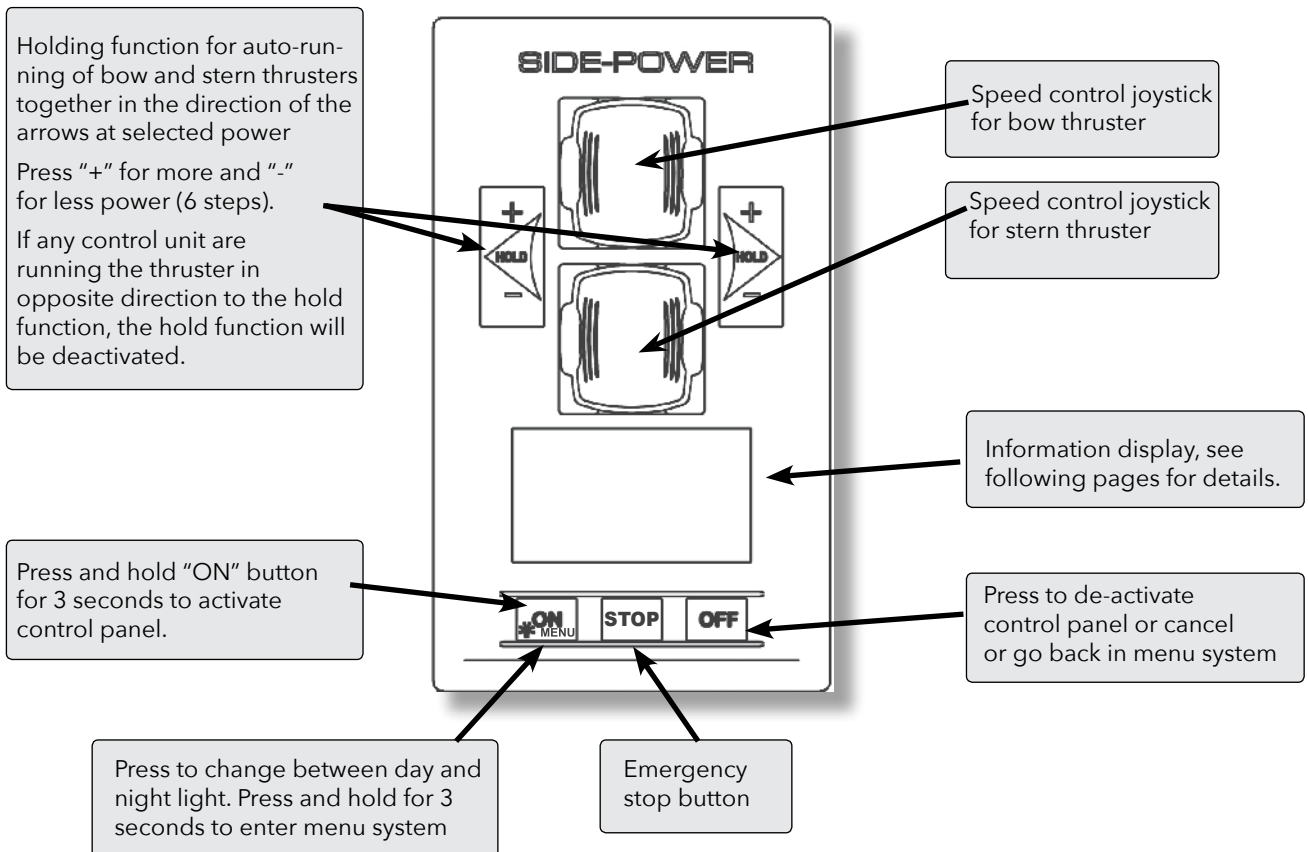 Holding function for auto-run-
ning of bow and stern thrusters
together in the direction of the
arrows at selected power
Press “+” for more and “-”
for less power (6 steps).
If any control unit are
running the thruster in
opposite direction to the hold
function, the hold function will
be deactivated.
SIDE-POWER
Speed control joystick
for bow thruster
Speed control joystick
for stern thruster
+
HOLD
-
+
HOLD
-
Information display, see
following pages for details.
Press and hold “ON” button
for 3 seconds to activate
control panel.
ON
* MENU
STOP
OFF
Press to de-activate
control panel or cancel
or go back in menu system
Press to change between day and
night light. Press and hold for 3
seconds to enter menu system
Emergency
stop button